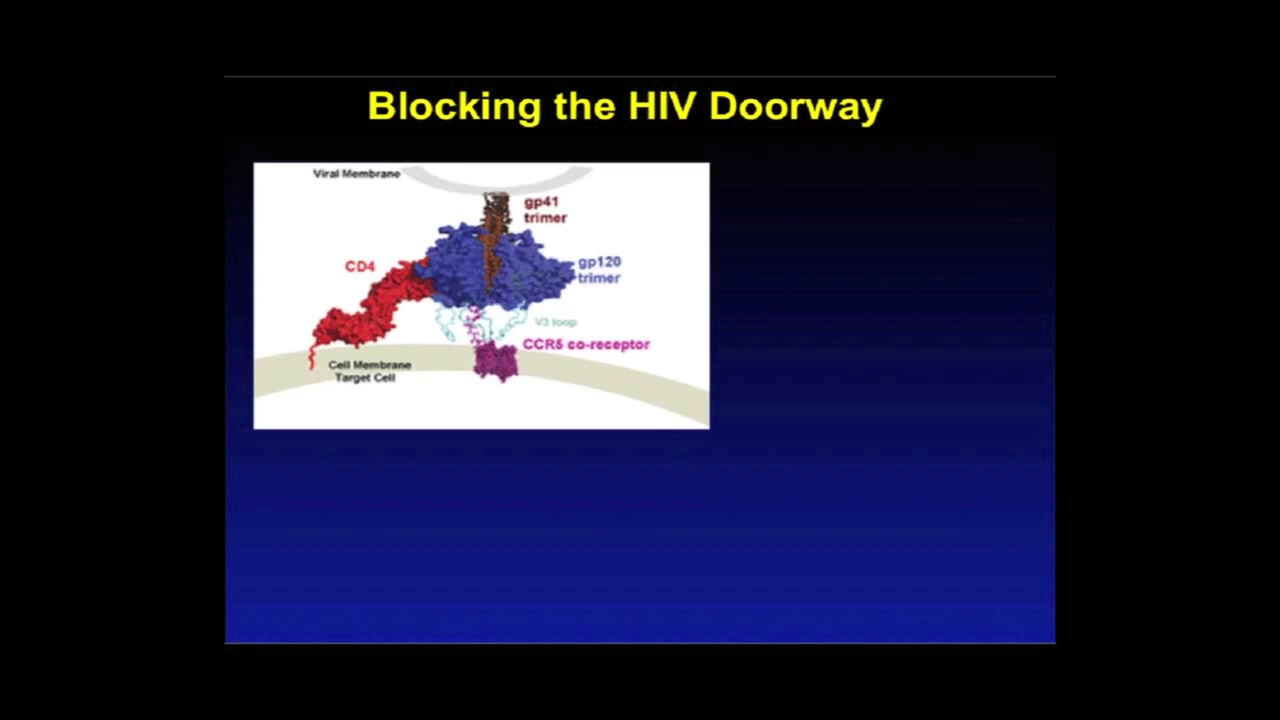 Blocking the HIV Doorway
Viral Membrane
gp41
trimer
CD4
gp120
trimer
V3 loop
CCR5 co-receptor
Cell Membrane
Target Cell